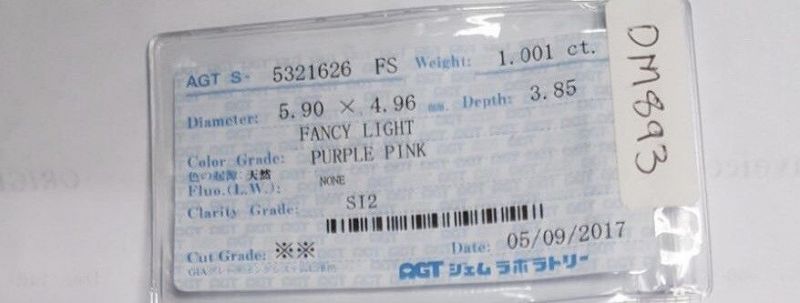 AGT S- 5321626 FS Weight: 1.001 ct.
Diameter: 5.90 × 4.96 mm. Depth: 3.85
FANCY LIGHT
Color Grade: PURPLE PINK
色の起源: 天然
Fluo.(L.W.): NONE
Clarity Grade: SI2
Cut Grade: ※※ Date: 05/09/2017
AGT ジェムラボラトリー
DM893